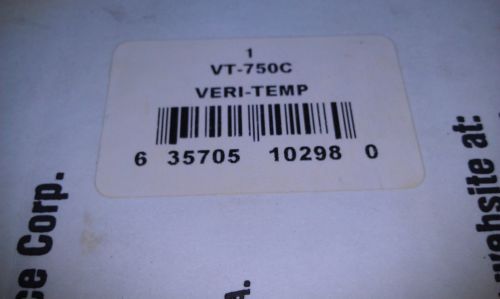 1
VT-750C
VERI-TEMP
6 35705 10298 0
ce Corp.
website at: